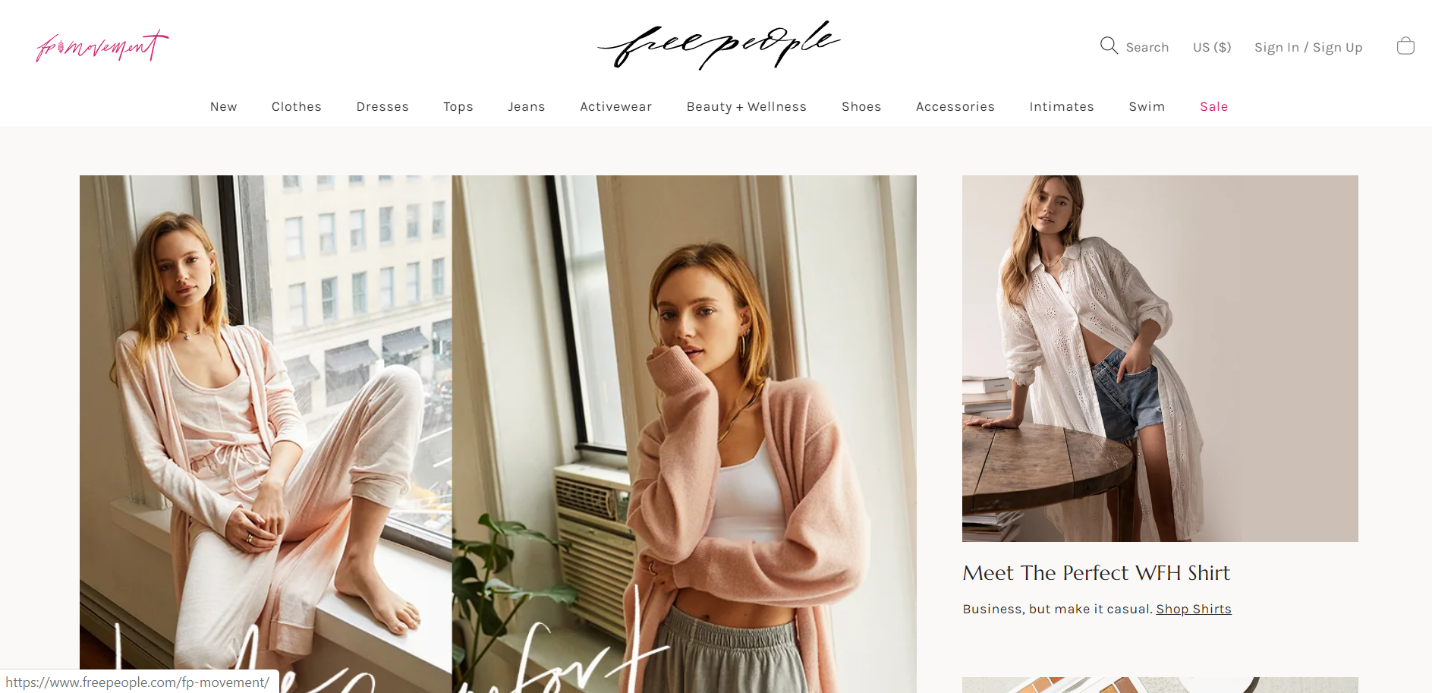 fp movement
free people
Search
US ($)
Sign In / Sign Up
New
Clothes
Dresses
Tops
Jeans
Activewear
Beauty + Wellness
Shoes
Accessories
Intimates
Swim
Sale
Meet The Perfect WFH Shirt
Business, but make it casual. Shop Shirts
https://www.freepeople.com/fp-movement/